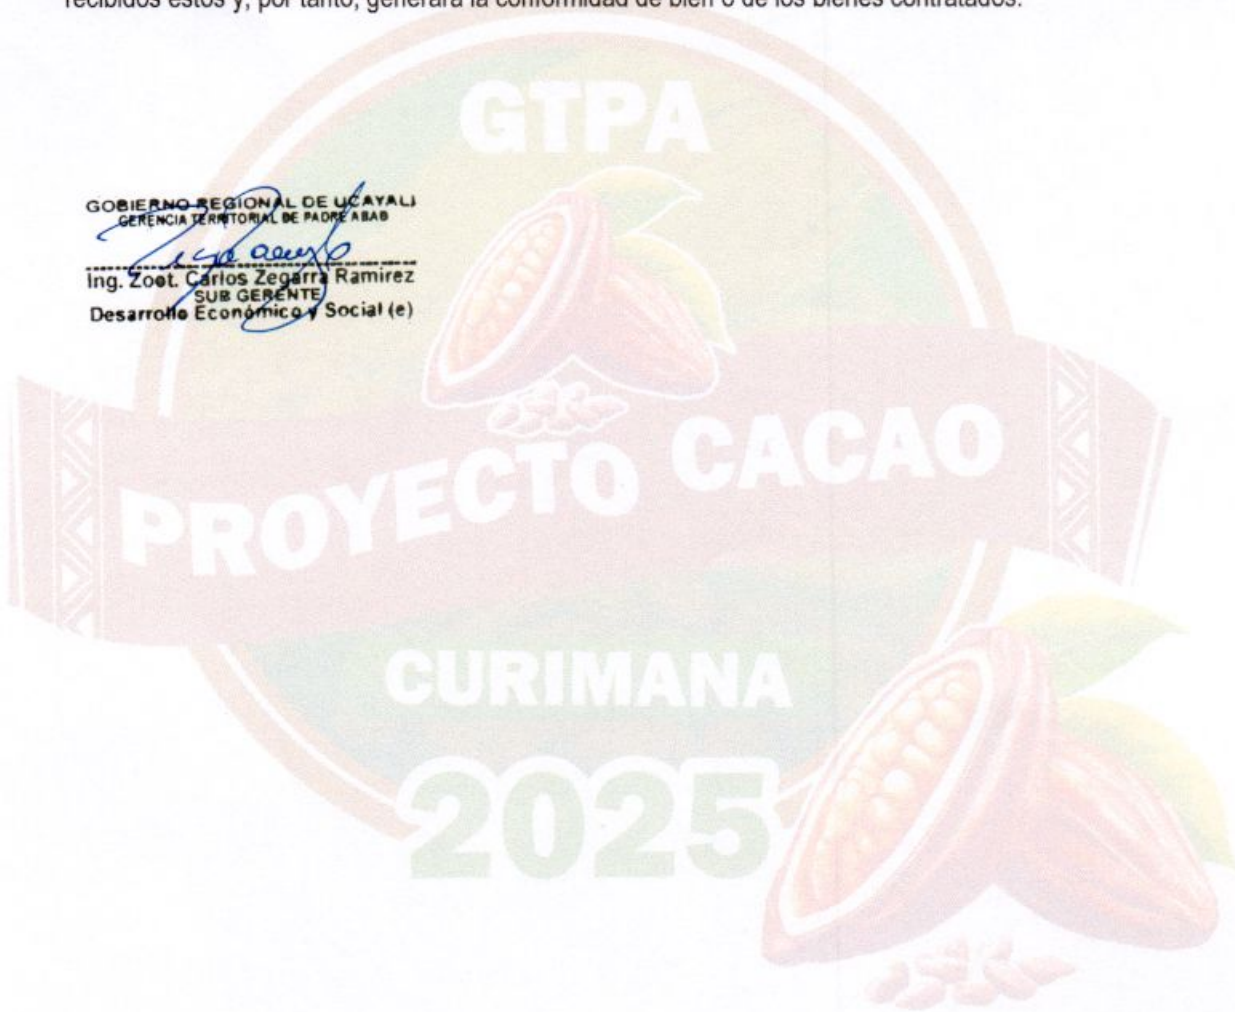 recibidos estos y, por tanto, generará la conformidad de bien o de los bienes contratados.
GTPA
GOBIERNO REGIONAL DE UCAYALI
GERENCIA TERRITORIAL DE PADRE ABAD
Ing. Zoot. Carlos Zegarra Ramirez
SUB GERENTE
Desarrollo Económico y Social (e)
PROYECTO CACAO
CURIMANA
2025